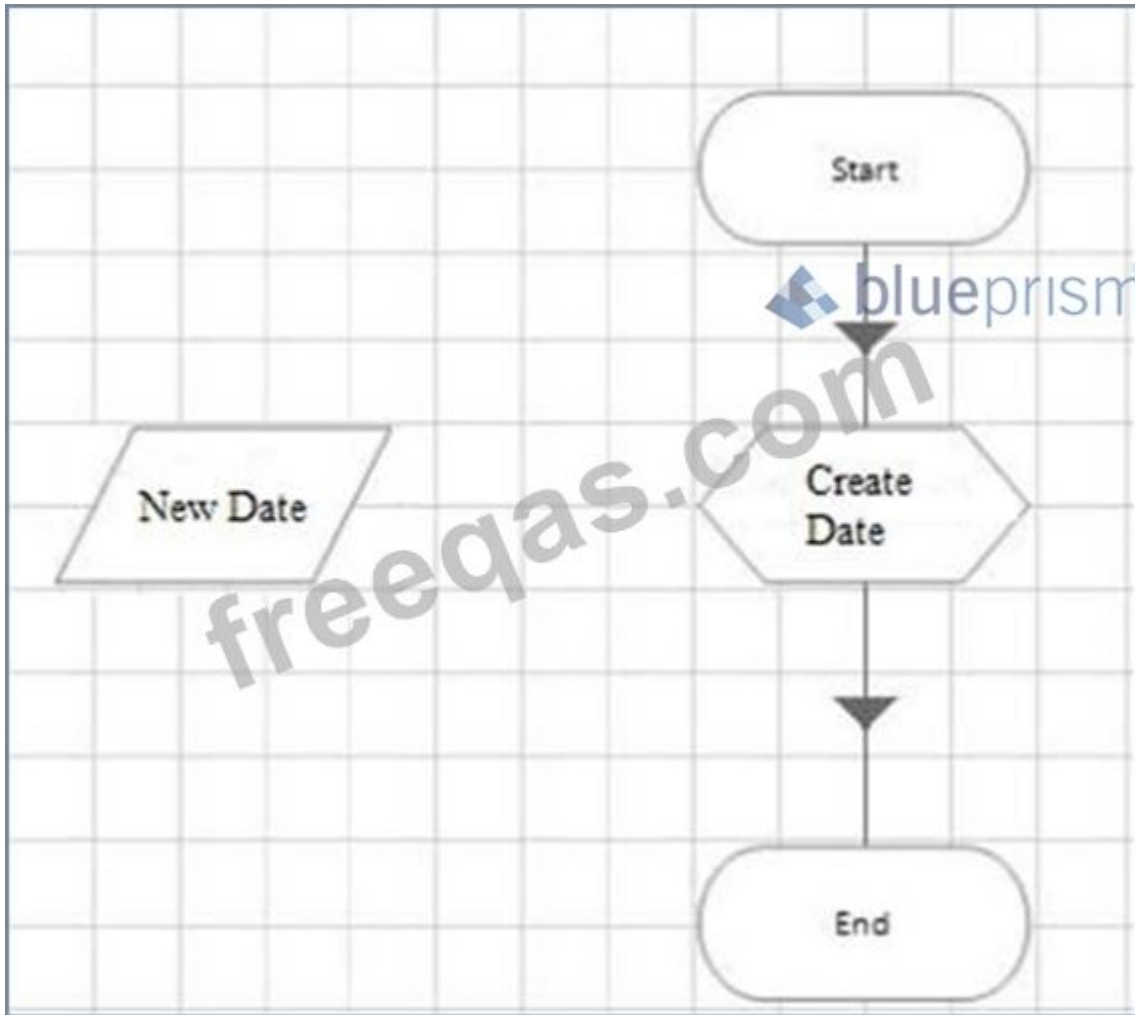 Start
blueprism
New Date
Create
Date
freeqas.com
End